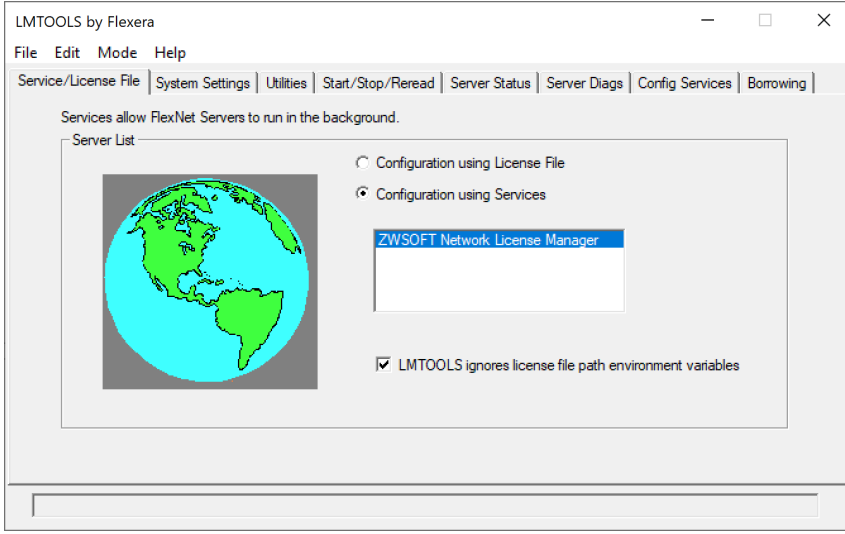 LMTOOLS by Flexera
File Edit Mode Help
Service/License File System Settings Utilities Start/Stop/Reread Server Status Server Diags Config Services Borrowing
Services allow FlexNet Servers to run in the background.
Server List
Configuration using License File
Configuration using Services
ZWSOFT Network License Manager
LMTOOLS ignores license file path environment variables